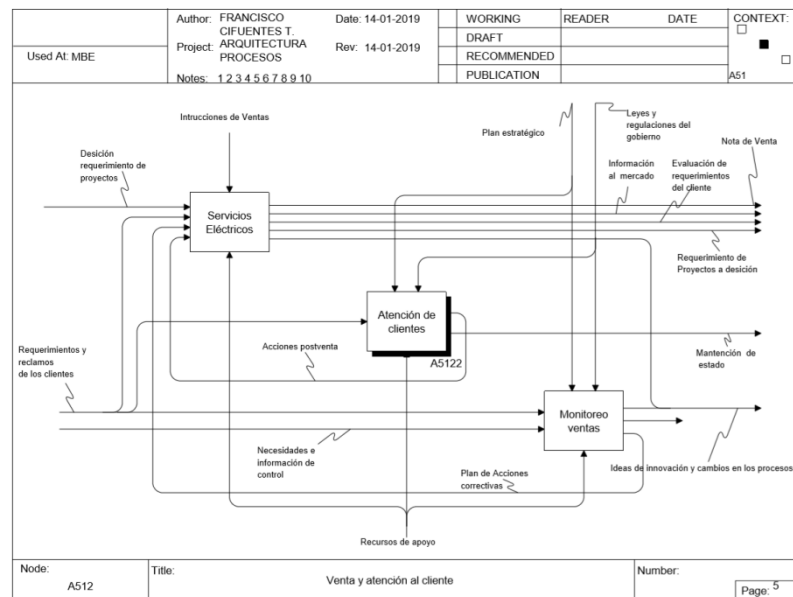 Used At: MBE
Author: FRANCISCO
CIFUENTES T.
Project: ARQUITECTURA
PROCESOS
Notes: 1 2 3 4 5 6 7 8 9 10
Date: 14-01-2019
Rev: 14-01-2019
WORKING
DRAFT
RECOMMENDED
PUBLICATION
READER DATE
CONTEXT:
A51
Intrucciones de Ventas
Plan estratégico
Leyes y
regulaciones del
gobierno
Nota de Venta
Desición
requerimiento de
proyectos
Información
al mercado
Evaluación de
requerimientos
del cliente
Servicios
Eléctricos
Requerimiento de
Proyectos a desición
Atención de
clientes
A5122
Acciones postventa
Mantención de
estado
Requerimientos y
reclamos
de los clientes
Monitoreo
ventas
Necesidades e
información de
control
Plan de Acciones
correctivas
Ideas de innovación y cambios en los procesos
Recursos de apoyo
Node:
A512
Title:
Venta y atención al cliente
Number:
Page: 5